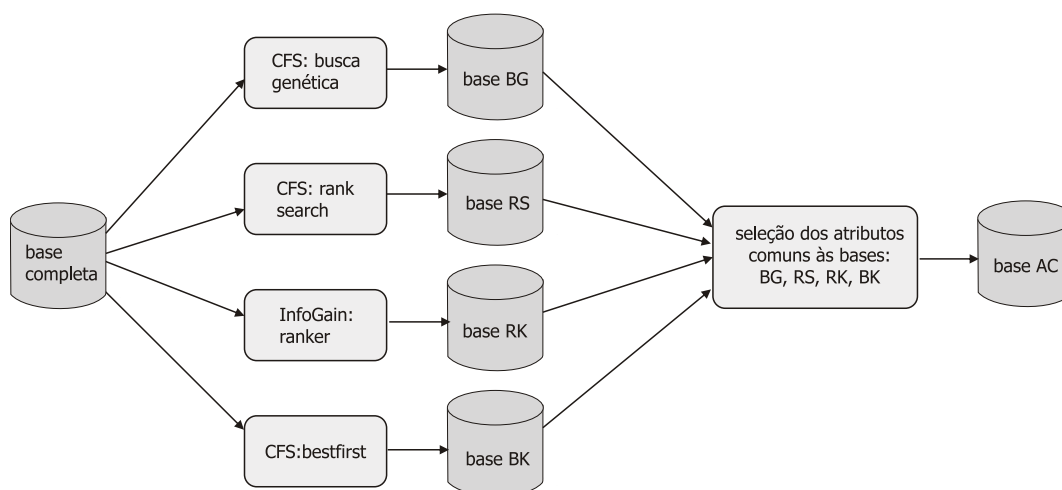 CFS: busca
genética
base BG
CFS: rank
search
base RS
base
completa
seleção dos atributos
comuns às bases:
BG, RS, RK, BK
base AC
InfoGain:
ranker
base RK
CFS:bestfirst
base BK